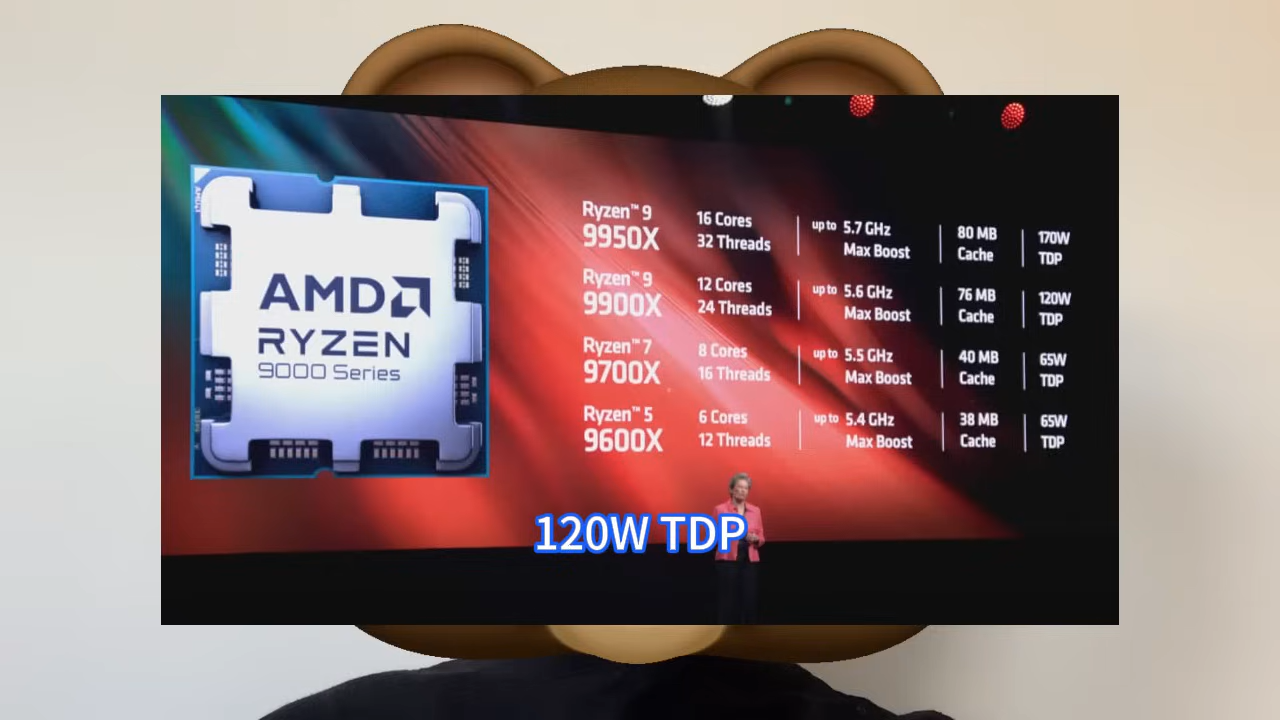 AMD
RYZEN
9000 Series
Ryzen™ 9
9950X
16 Cores
32 Threads
up to 5.7 GHz
Max Boost
80 MB
Cache
170W
TDP
Ryzen™ 9
9900X
12 Cores
24 Threads
up to 5.6 GHz
Max Boost
76 MB
Cache
120W
TDP
Ryzen™ 7
9700X
8 Cores
16 Threads
up to 5.5 GHz
Max Boost
40 MB
Cache
65W
TDP
Ryzen™ 5
9600X
6 Cores
12 Threads
up to 5.4 GHz
Max Boost
38 MB
Cache
65W
TDP
120W TDP